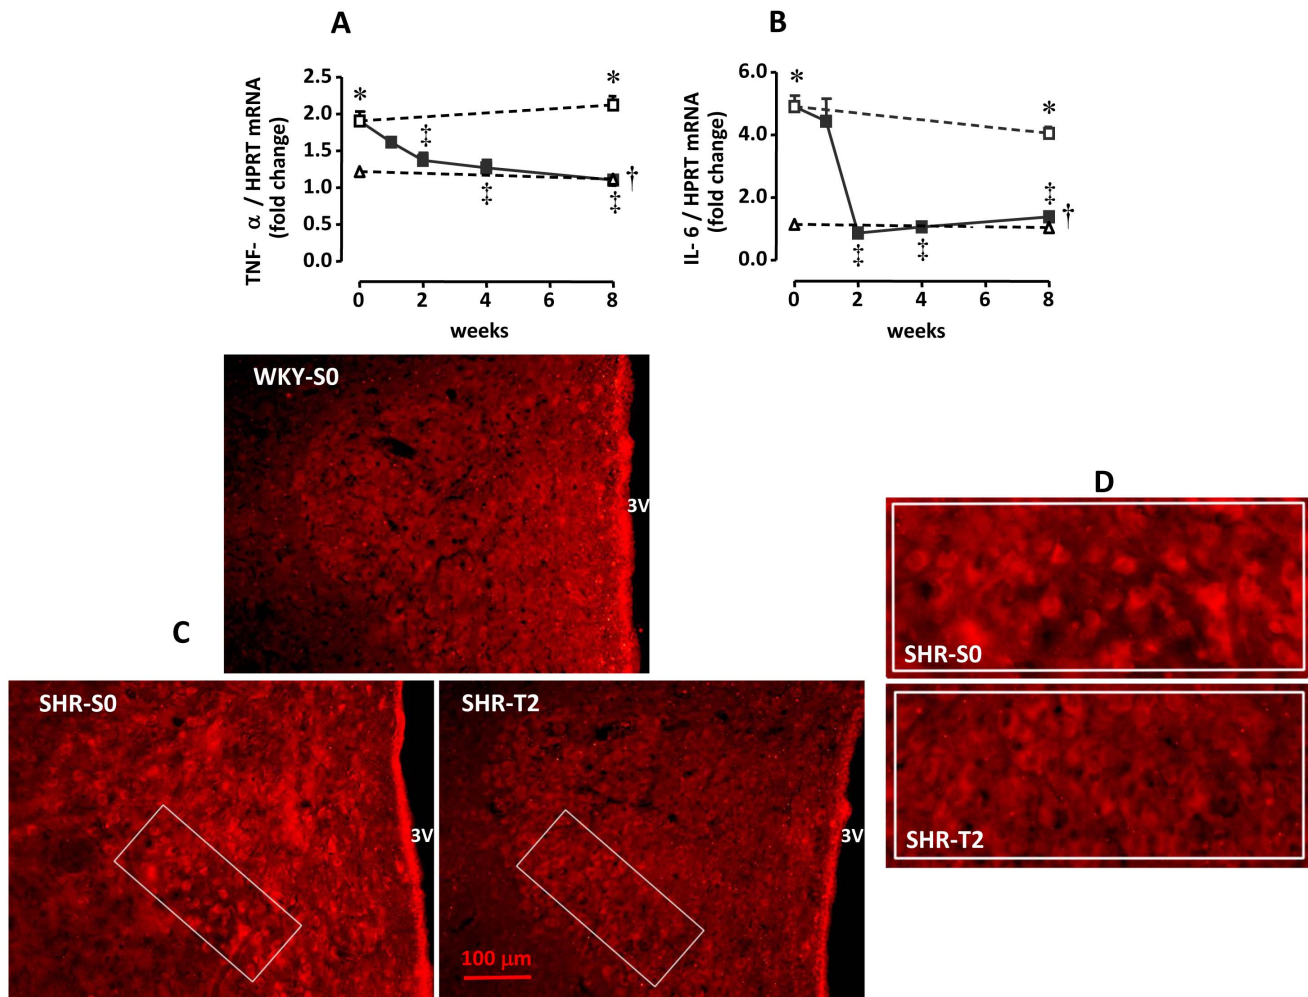 A
B
TNF- α / HPRT mRNA
(fold change)
2.5
2.0
1.5
1.0
0.5
0.0
*
*
‡
‡
‡
†
0
2
4
6
8
weeks
IL- 6 / HPRT mRNA
(fold change)
6.0
4.0
2.0
0.0
*
*
‡
‡
‡
†
0
2
4
6
8
weeks
WKY-S0
3V
C
SHR-S0
3V
SHR-T2
3V
100 µm
D
SHR-S0
SHR-T2